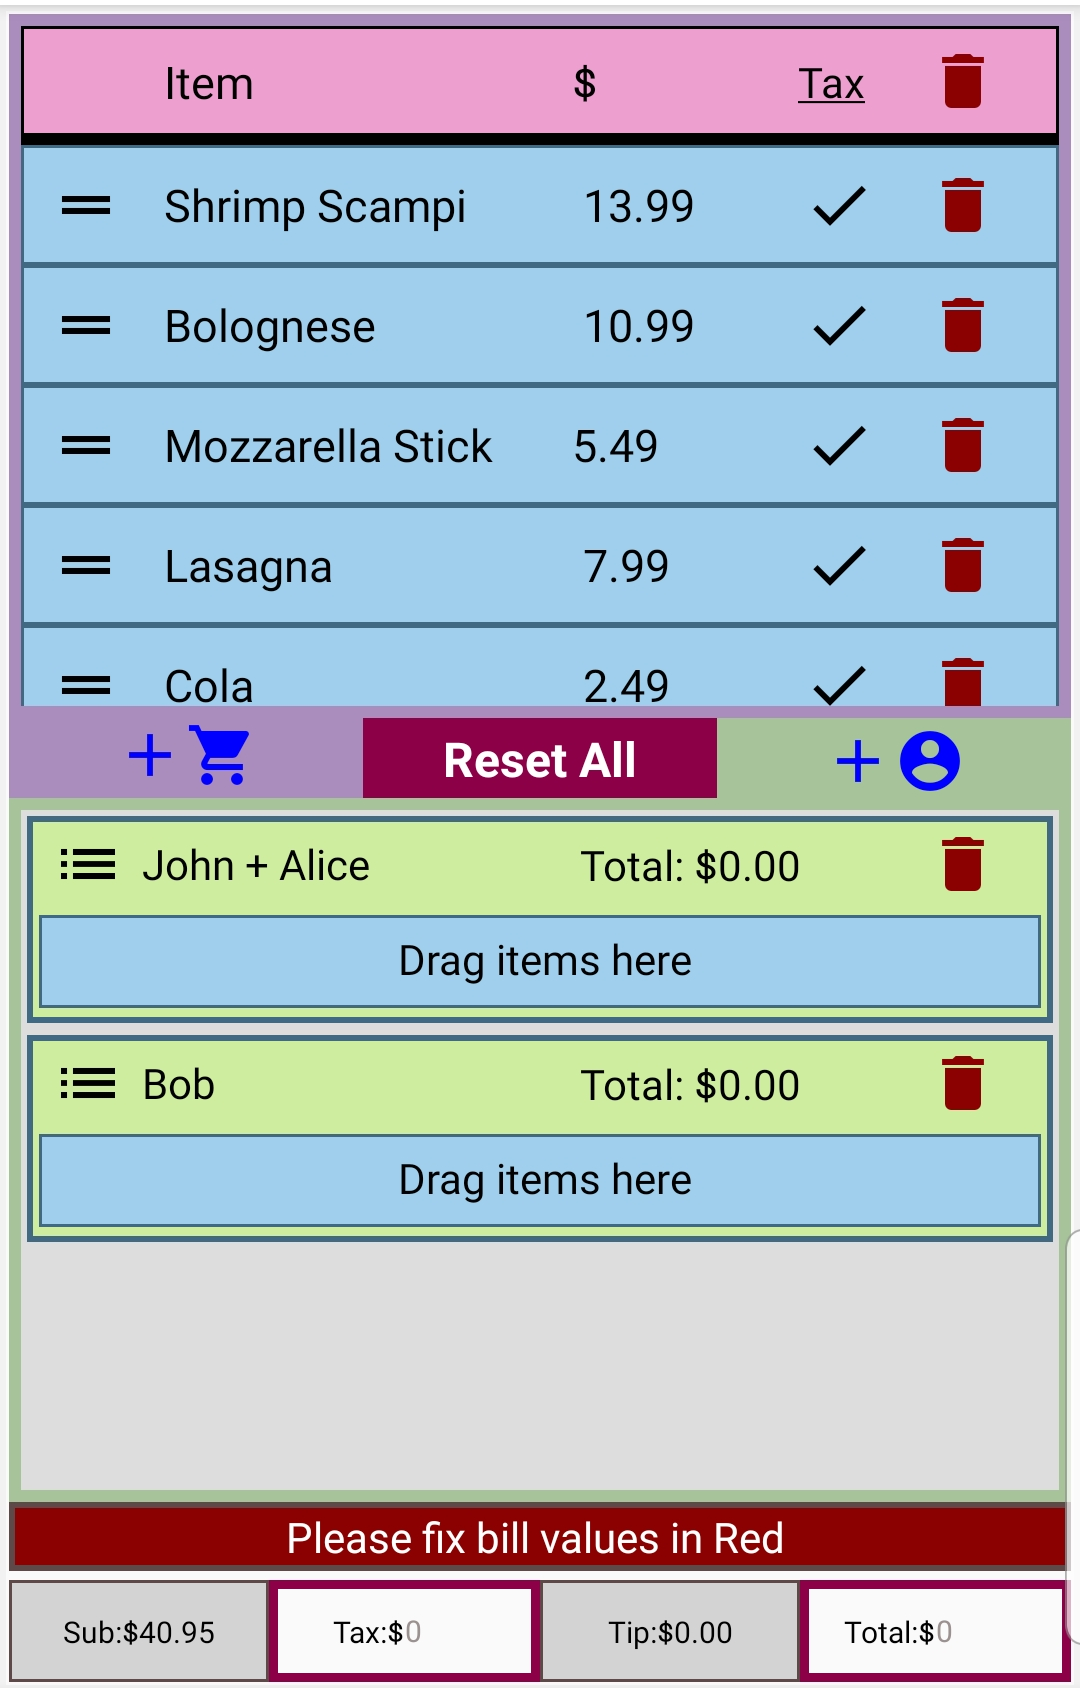 Item $ Tax
Shrimp Scampi 13.99
Bolognese 10.99
Mozzarella Stick 5.49
Lasagna 7.99
Cola 2.49
+ Reset All +
John + Alice Total: $0.00
Drag items here
Bob Total: $0.00
Drag items here
Please fix bill values in Red
Sub:$40.95 Tax:$0 Tip:$0.00 Total:$0